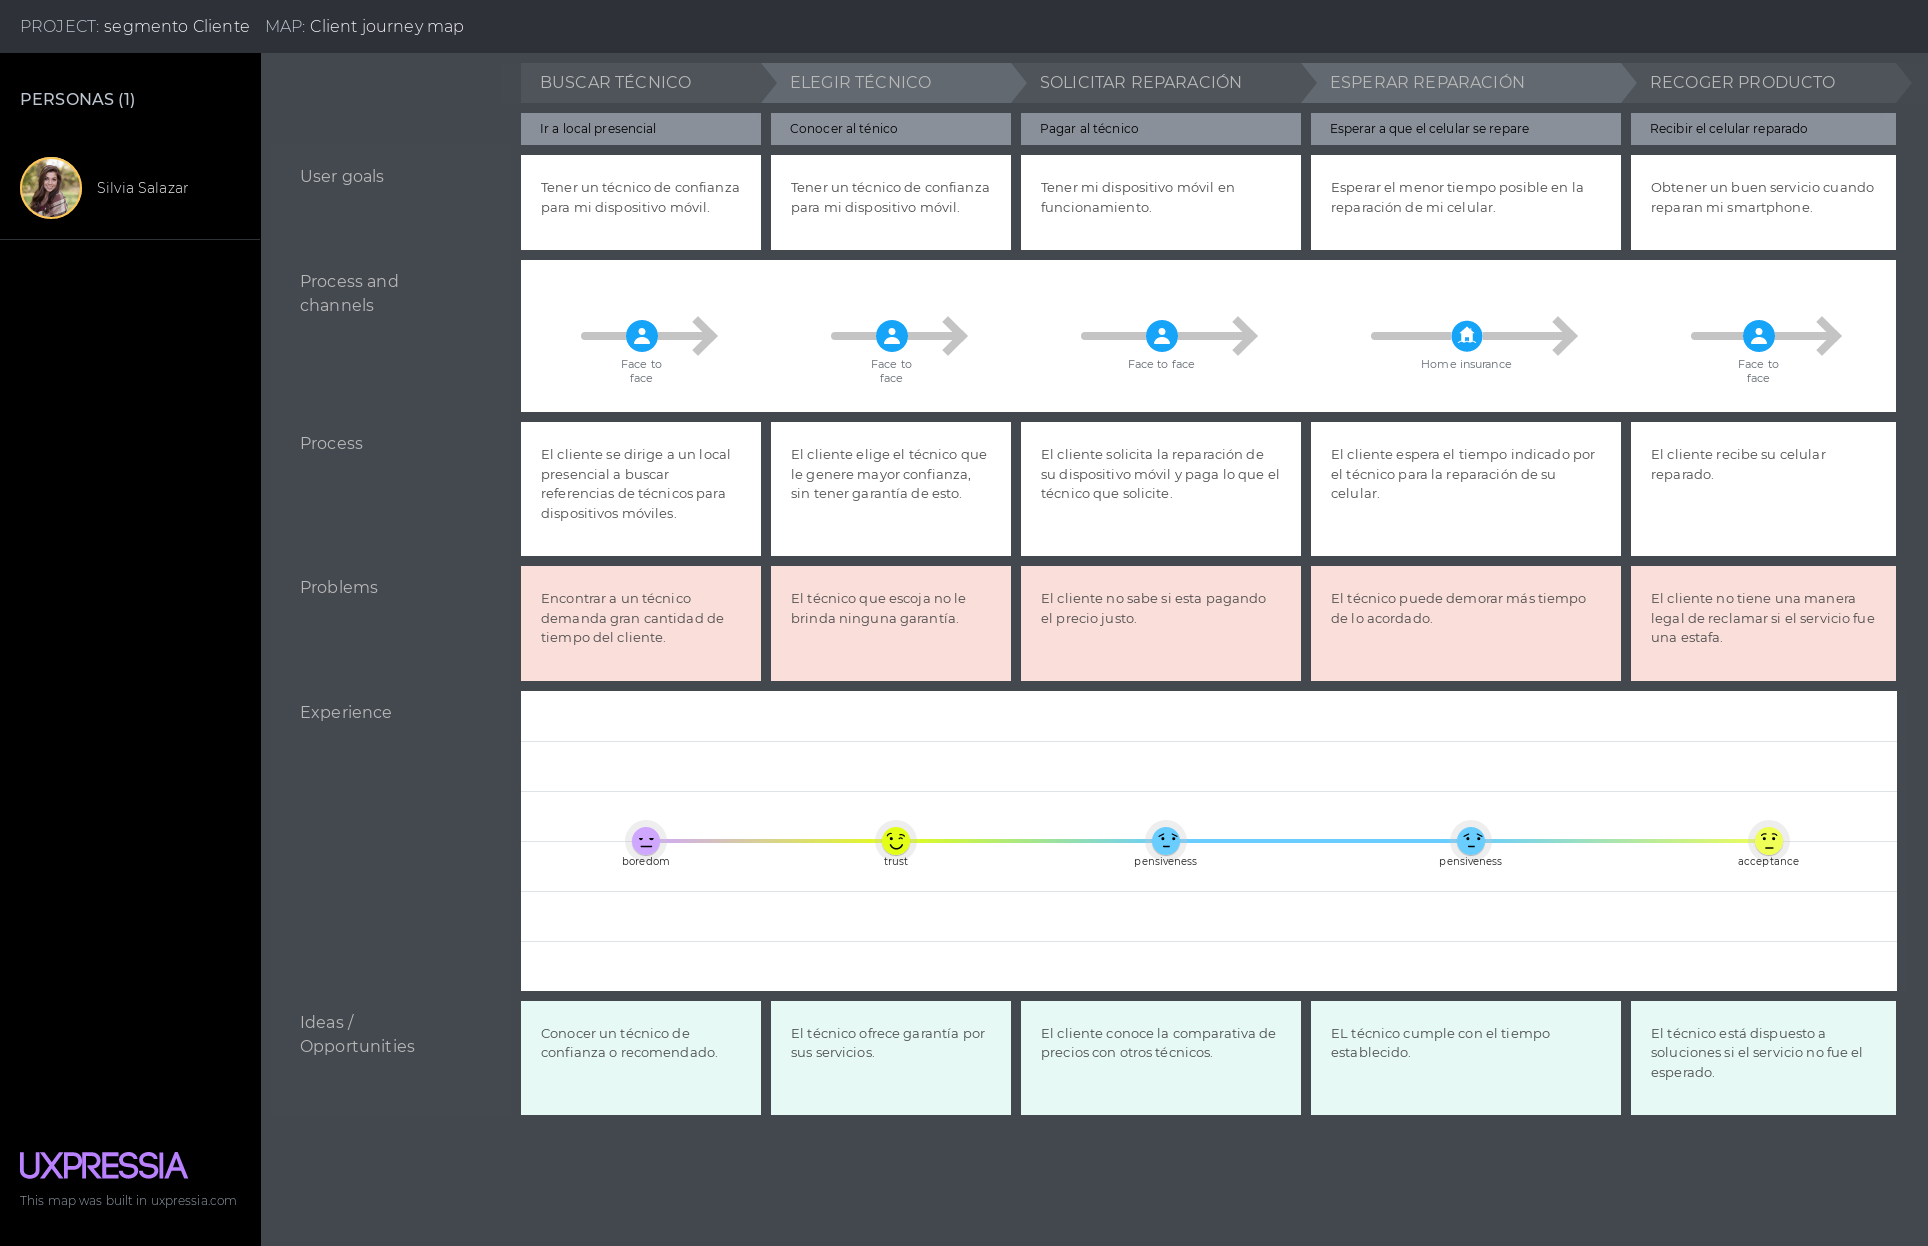 PROJECT: segmento Cliente MAP: Client journey map
PERSONAS (1)
Silvia Salazar
BUSCAR TÉCNICO
ELEGIR TÉCNICO
SOLICITAR REPARACIÓN
ESPERAR REPARACIÓN
RECOGER PRODUCTO
Ir a local presencial
Conocer al ténico
Pagar al técnico
Esperar a que el celular se repare
Recibir el celular reparado
User goals
Tener un técnico de confianza
para mi dispositivo móvil.
Tener un técnico de confianza
para mi dispositivo móvil.
Tener mi dispositivo móvil en
funcionamiento.
Esperar el menor tiempo posible en la
reparación de mi celular.
Obtener un buen servicio cuando
reparan mi smartphone.
Process and
channels
Face to
face
Face to
face
Face to face
Home insurance
Face to
face
Process
El cliente se dirige a un local
presencial a buscar
referencias de técnicos para
dispositivos móviles.
El cliente elige el técnico que
le genere mayor confianza,
sin tener garantía de esto.
El cliente solicita la reparación de
su dispositivo móvil y paga lo que el
técnico que solicite.
El cliente espera el tiempo indicado por
el técnico para la reparación de su
celular.
El cliente recibe su celular
reparado.
Problems
Encontrar a un técnico
demanda gran cantidad de
tiempo del cliente.
El técnico que escoja no le
brinda ninguna garantía.
El cliente no sabe si esta pagando
el precio justo.
El técnico puede demorar más tiempo
de lo acordado.
El cliente no tiene una manera
legal de reclamar si el servicio fue
una estafa.
Experience
boredom
trust
pensiveness
pensiveness
acceptance
Ideas /
Opportunities
Conocer un técnico de
confianza o recomendado.
El técnico ofrece garantía por
sus servicios.
El cliente conoce la comparativa de
precios con otros técnicos.
EL técnico cumple con el tiempo
establecido.
El técnico está dispuesto a
soluciones si el servicio no fue el
esperado.
UXPRESSIA
This map was built in uxpressia.com